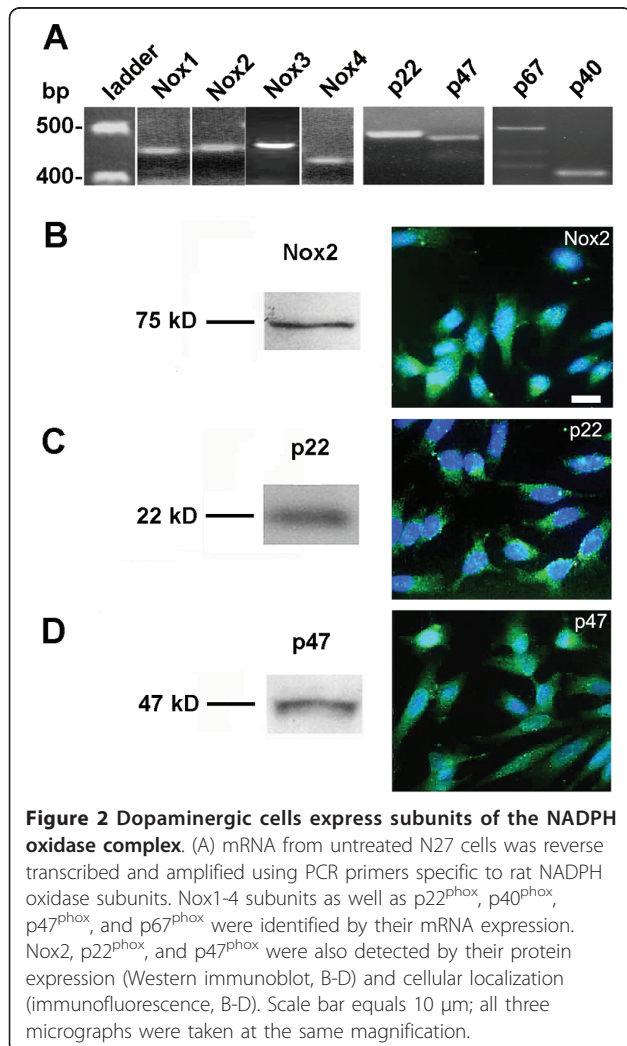 A
bp
ladder Nox1 Nox2 Nox3 Nox4 p22 p47 p67 p40
500-
400-
B
Nox2
75 kD
Nox2
C
p22
22 kD
p22
D
p47
47 kD
p47
Figure 2 Dopaminergic cells express subunits of the NADPH
oxidase complex. (A) mRNA from untreated N27 cells was reverse
transcribed and amplified using PCR primers specific to rat NADPH
oxidase subunits. Nox1-4 subunits as well as p22phox, p40phox,
p47phox, and p67phox were identified by their mRNA expression.
Nox2, p22phox, and p47phox were also detected by their protein
expression (Western immunoblot, B-D) and cellular localization
(immunofluorescence, B-D). Scale bar equals 10 μm; all three
micrographs were taken at the same magnification.